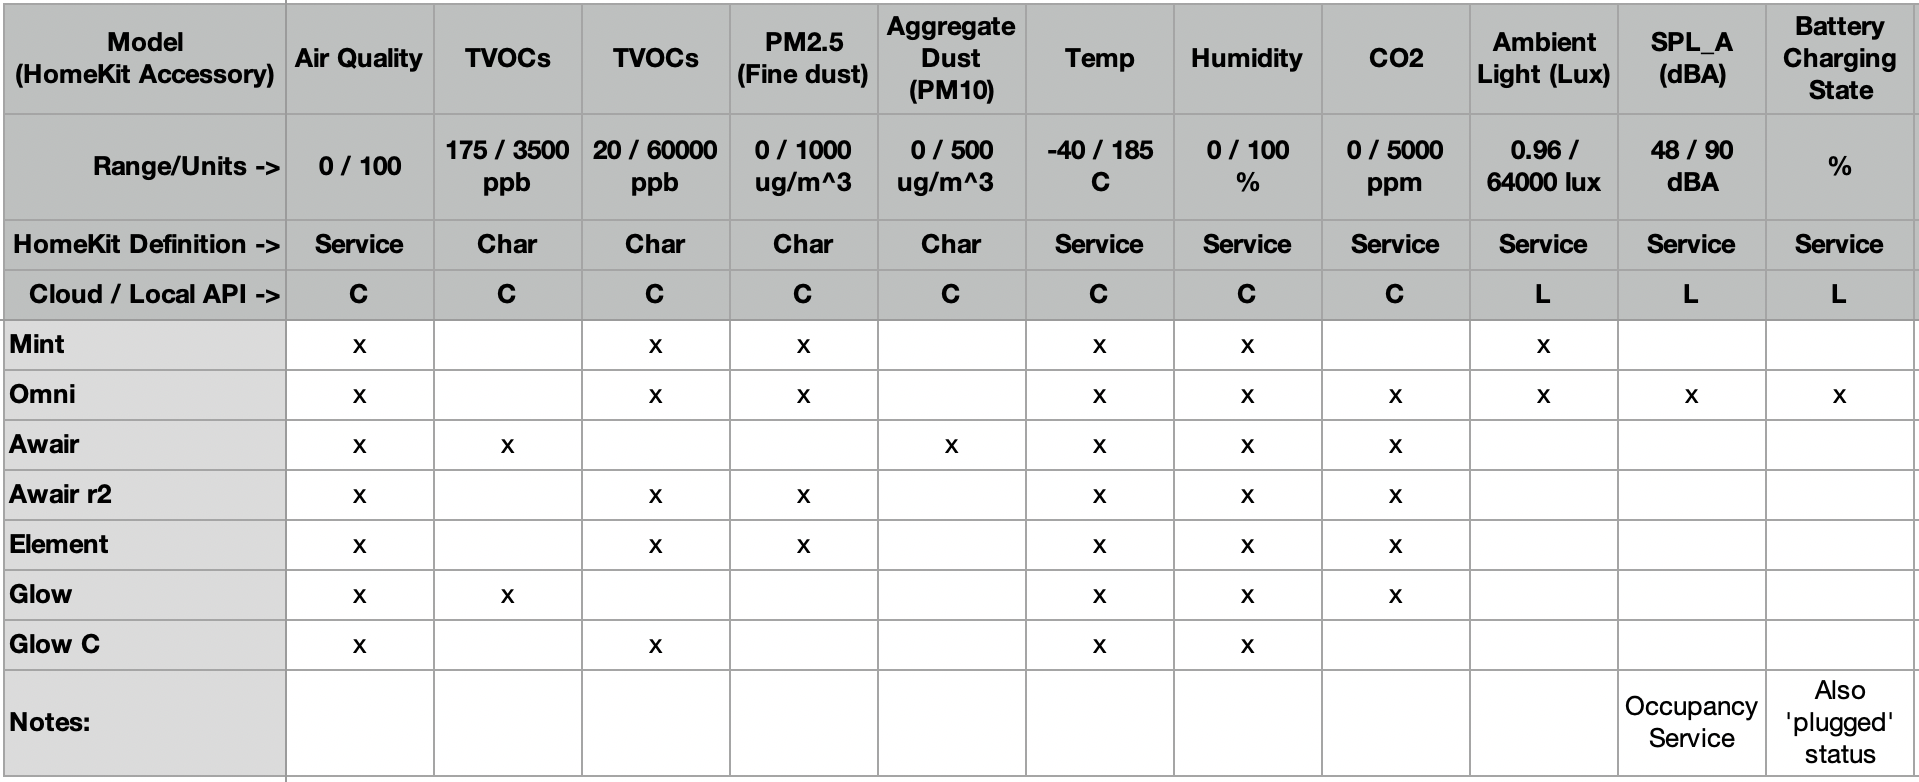 Model (HomeKit Accessory) Air Quality TVOCs TVOCs PM2.5 (Fine dust) Aggregate Dust (PM10) Temp Humidity CO2 Ambient Light (Lux) SPL_A (dBA) Battery Charging State
Range/Units -> 0 / 100 175 / 3500 ppb 20 / 60000 ppb 0 / 1000 ug/m^3 0 / 500 ug/m^3 -40 / 185 C 0 / 100 % 0 / 5000 ppm 0.96 / 64000 lux 48 / 90 dBA %
HomeKit Definition -> Service Char Char Char Char Service Service Service Service Service Service
Cloud / Local API -> C C C C C C C C L L L
Mint x x x x x x
Omni x x x x x x x x x
Awair x x x x x x
Awair r2 x x x x x x
Element x x x x x x
Glow x x x x x
Glow C x x x x
Notes: Occupancy Service Also 'plugged' status